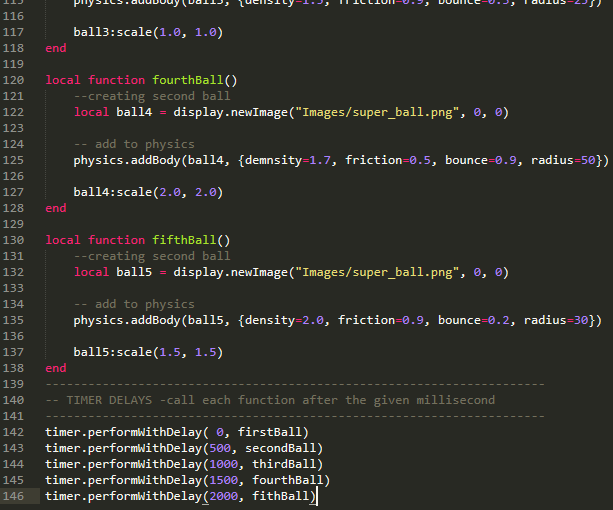 115 physics.addBody(ball3, {density=1.5, friction=0.9, bounce=0.5, radius=25})
116
117 ball3:scale(1.0, 1.0)
118 end
119
120 local function fourthBall()
121 --creating second ball
122 local ball4 = display.newImage("Images/super_ball.png", 0, 0)
123
124 -- add to physics
125 physics.addBody(ball4, {demnsity=1.7, friction=0.5, bounce=0.9, radius=50})
126
127 ball4:scale(2.0, 2.0)
128 end
129
130 local function fifthBall()
131 --creating second ball
132 local ball5 = display.newImage("Images/super_ball.png", 0, 0)
133
134 -- add to physics
135 physics.addBody(ball5, {density=2.0, friction=0.9, bounce=0.2, radius=30})
136
137 ball5:scale(1.5, 1.5)
138 end
139 ----------------------------------------------------------------------
140 -- TIMER DELAYS -call each function after the given millisecond
141 ----------------------------------------------------------------------
142 timer.performWithDelay( 0, firstBall)
143 timer.performWithDelay(500, secondBall)
144 timer.performWithDelay(1000, thirdBall)
145 timer.performWithDelay(1500, fourthBall)
146 timer.performWithDelay(2000, fithBall)